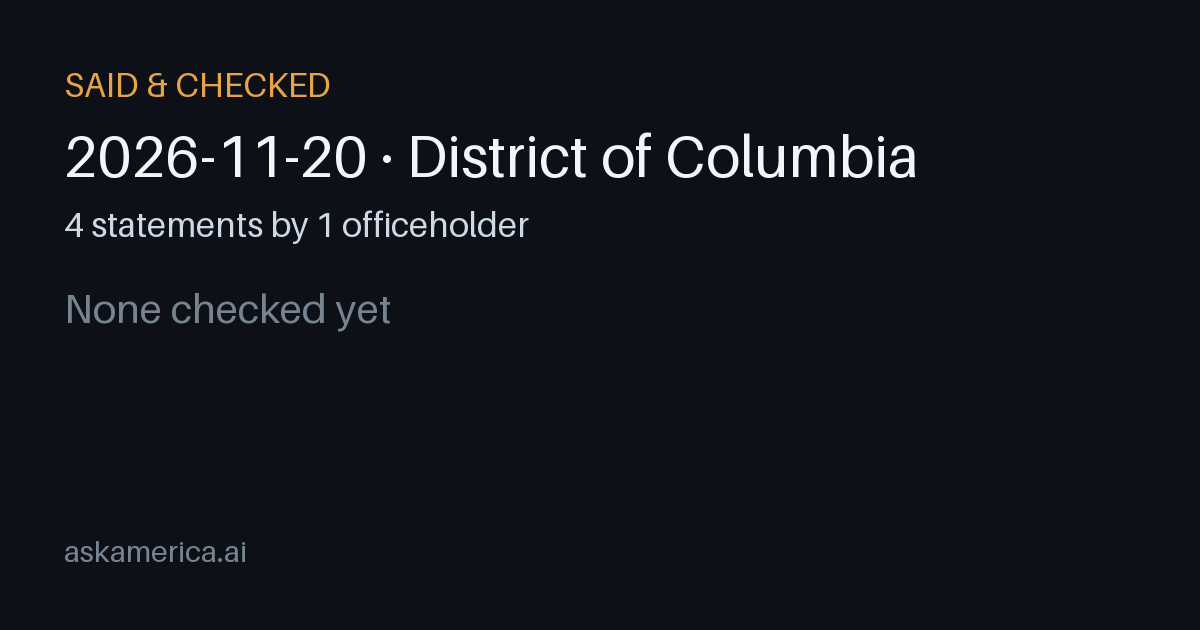 SAID & CHECKED
2026-11-20 · District of Columbia
4 statements by 1 officeholder
None checked yet
askamerica.ai